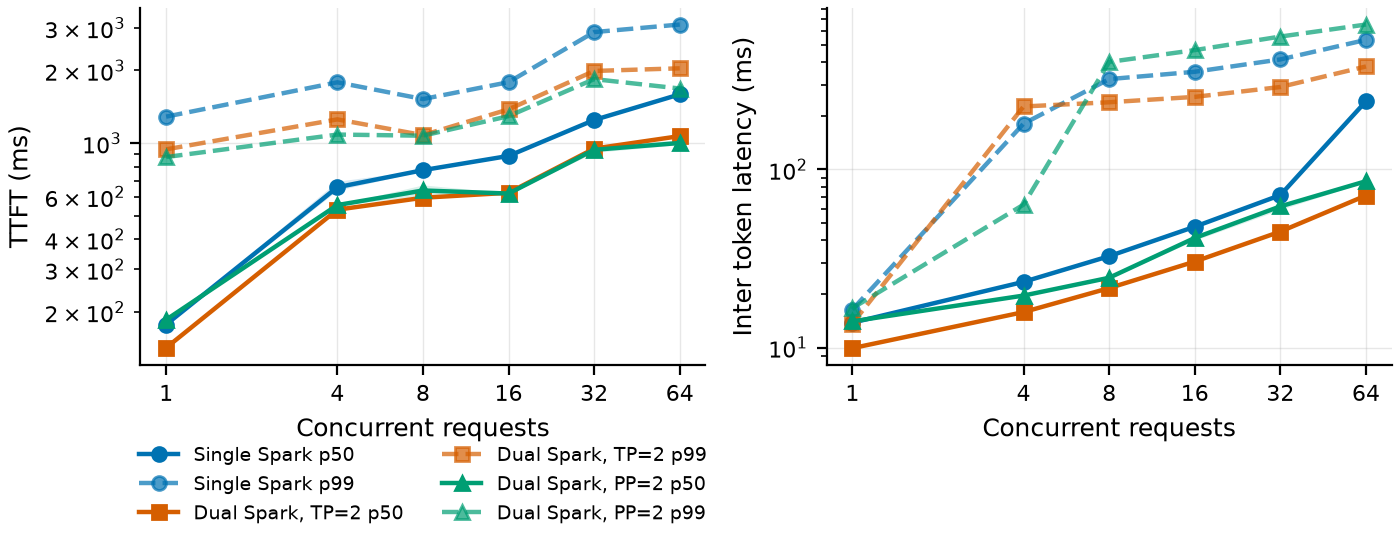 TTFT (ms)
3 × 10³
2 × 10³
10³
6 × 10²
4 × 10²
3 × 10²
2 × 10²
1 4 8 16 32 64
Concurrent requests
Inter token latency (ms)
10²
10¹
1 4 8 16 32 64
Concurrent requests
Single Spark p50
Single Spark p99
Dual Spark, TP=2 p50
Dual Spark, TP=2 p99
Dual Spark, PP=2 p50
Dual Spark, PP=2 p99